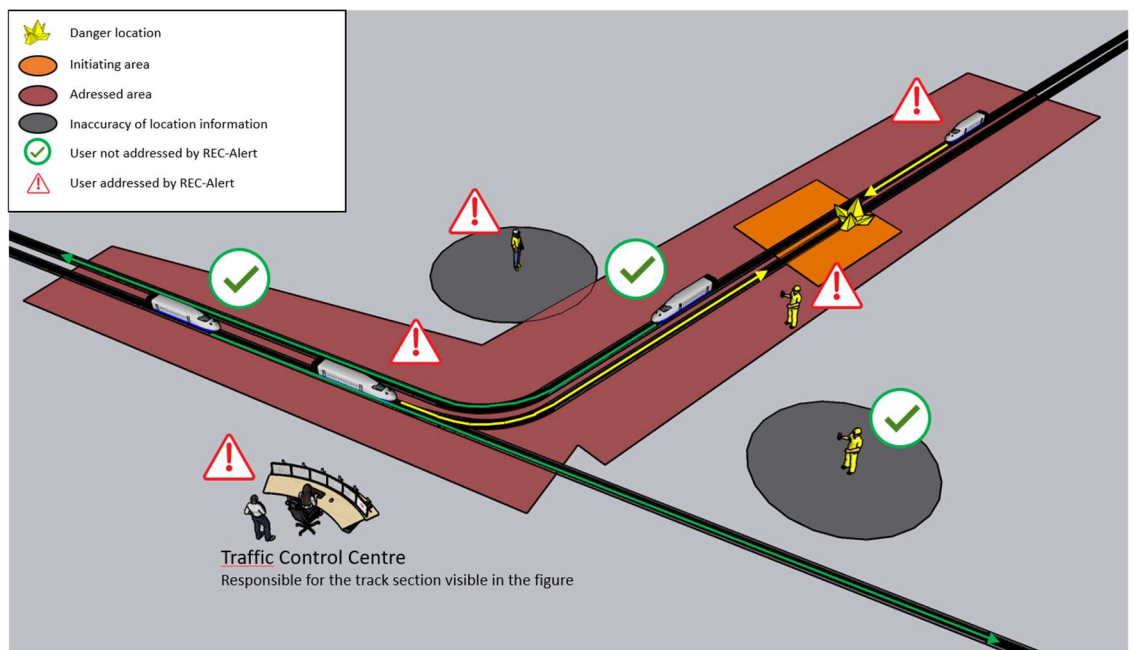 Danger location
Initiating area
Adressed area
Inaccuracy of location information
User not addressed by REC-Alert
User addressed by REC-Alert
Traffic Control Centre
Responsible for the track section visible in the figure